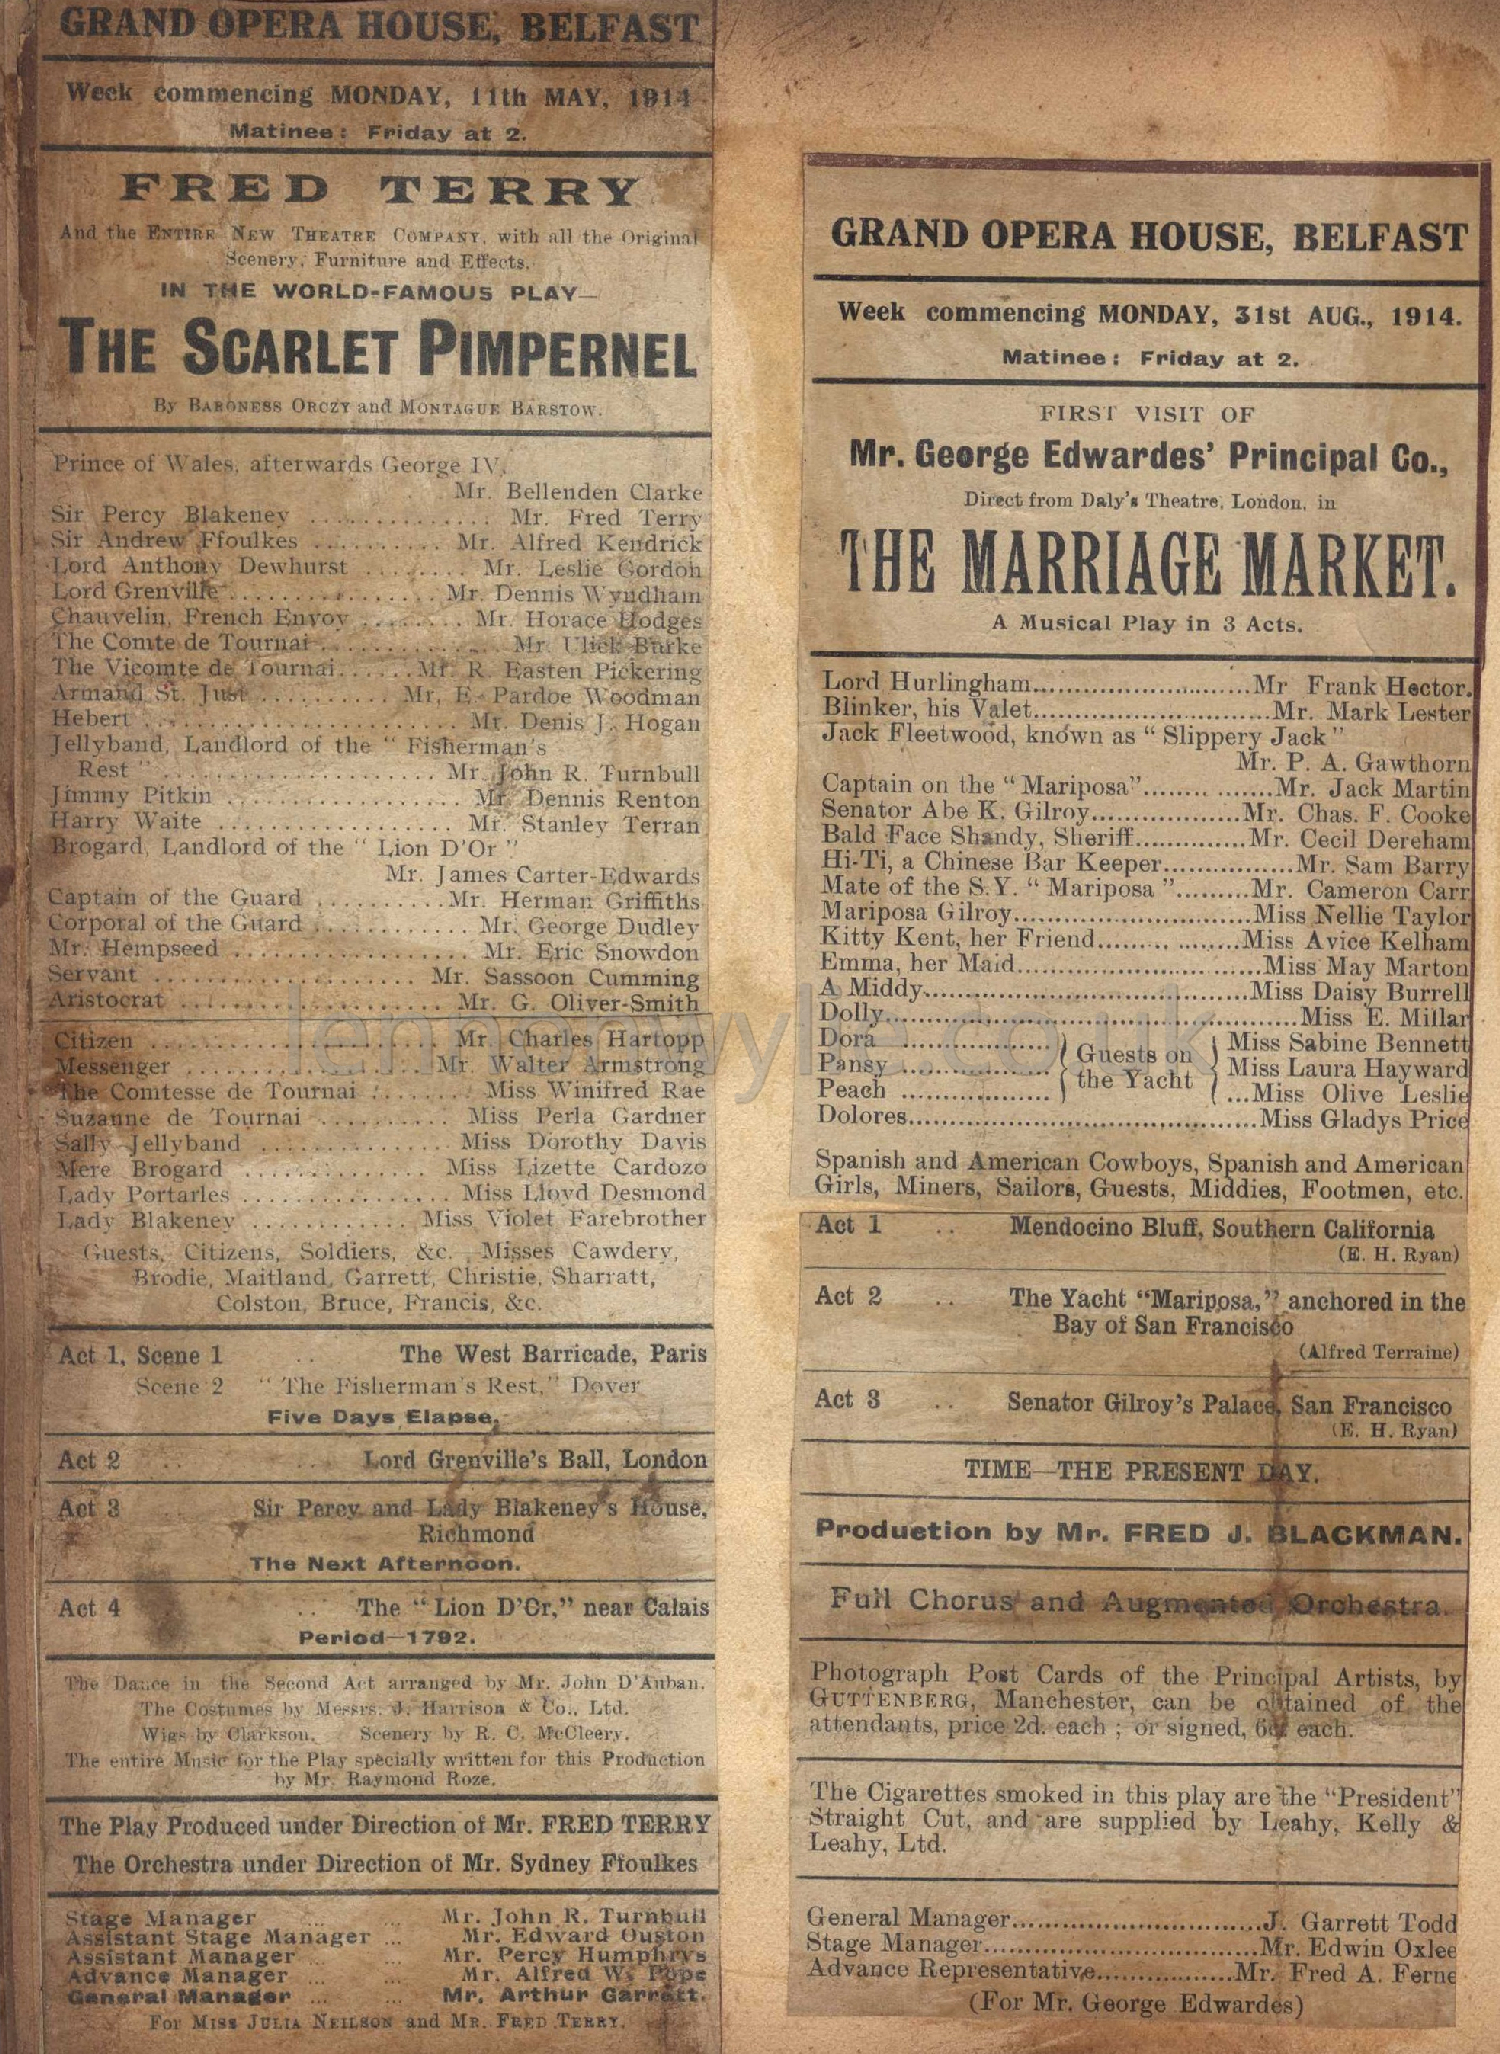 GRAND OPERA HOUSE, BELFAST
Week commencing MONDAY, 11th MAY, 1914
Matinee: Friday at 2.
FRED TERRY
And the ENTIRE NEW THEATRE COMPANY, with all the Original
Scenery, Furniture and Effects,
IN THE WORLD-FAMOUS PLAY—
THE SCARLET PIMPERNEL
By BARONESS ORCZY and MONTAGUE BARSTOW.
Prince of Wales, afterwards George IV,
Mr. Bellenden Clarke
Sir Percy Blakeney ............. Mr. Fred Terry
Sir Andrew Ffoulkes .......... Mr. Alfred Kendrick
Lord Anthony Dewhurst ........ Mr. Leslie Gordon
Lord Grenville ............... Mr. Dennis Wyndham
Chauvelin, French Envoy ........ Mr. Horace Hodges
The Comte de Tournai ............. Mr. Ulick Burke
The Vicomte de Tournai ...... Mr. R. Easten Pickering
Armand St. Just .......... Mr, E. Pardoe Woodman
Hebert ....................... Mr. Denis J. Hogan
Jellyband, Landlord of the "Fisherman's
Rest" .................... Mr. John R. Turnbull
Jimmy Pitkin ................. Mr. Dennis Renton
Harry Waite .................. Mr. Stanley Terran
Brogard, Landlord of the "Lion D'Or"
Mr. James Carter-Edwards
Captain of the Guard .......... Mr. Herman Griffiths
Corporal of the Guard ............ Mr. George Dudley
Mr. Hempseed .................. Mr. Eric Snowdon
Servant .................... Mr. Sassoon Cumming
Aristocrat .................... Mr. G. Oliver-Smith
Citizen ..................... Mr. Charles Hartopp
Messenger .................. Mr. Walter Armstrong
The Comtesse de Tournai ........ Miss Winifred Rae
Suzanne de Tournai .......... Miss Perla Gardner
Sally Jellyband .............. Miss Dorothy Davis
Mere Brogard .............. Miss Lizette Cardozo
Lady Portarles ................ Miss Lloyd Desmond
Lady Blakeney ............ Miss Violet Farebrother
Guests, Citizens, Soldiers, &c. Misses Cawdery,
Brodie, Maitland, Garrett, Christie, Sharratt,
Colston, Bruce, Francis, &c.
Act 1, Scene 1 .. The West Barricade, Paris
Scene 2 "The Fisherman's Rest," Dover
Five Days Elapse.
Act 2 .. .. Lord Grenville's Ball, London
Act 3 Sir Percy and Lady Blakeney's House,
Richmond
The Next Afternoon.
Act 4 .. The "Lion D'Or," near Calais
Period—1792.
The Dance in the Second Act arranged by Mr. John D'Auban.
The Costumes by Messrs. J. Harrison & Co., Ltd.
Wigs by Clarkson. Scenery by R. C. McCleery.
The entire Music for the Play specially written for this Production
by Mr. Raymond Roze.
The Play Produced under Direction of Mr. FRED TERRY
The Orchestra under Direction of Mr. Sydney Ffoulkes
Stage Manager ... ... Mr. John R. Turnbull
Assistant Stage Manager ... Mr. Edward Ouston
Assistant Manager ... Mr. Percy Humphrys
Advance Manager ... ... Mr. Alfred W. Pope
General Manager ... ... Mr. Arthur Garrett.
For MISS JULIA NEILSON and MR. FRED TERRY.
GRAND OPERA HOUSE, BELFAST
Week commencing MONDAY, 31st AUG., 1914.
Matinee: Friday at 2.
FIRST VISIT OF
Mr. George Edwardes' Principal Co.,
Direct from Daly's Theatre, London, in
THE MARRIAGE MARKET.
A Musical Play in 3 Acts.
Lord Hurlingham..........................Mr Frank Hector.
Blinker, his Valet............................Mr. Mark Lester
Jack Fleetwood, known as "Slippery Jack"
Mr. P. A. Gawthorn
Captain on the "Mariposa"........ ........Mr. Jack Martin
Senator Abe K. Gilroy..................Mr. Chas. F. Cooke
Bald Face Shandy, Sheriff..............Mr. Cecil Dereham
Hi-Ti, a Chinese Bar Keeper................Mr. Sam Barry
Mate of the S.Y. "Mariposa".........Mr. Cameron Carr
Mariposa Gilroy............................Miss Nellie Taylor
Kitty Kent, her Friend......... ........Miss Avice Kelham
Emma, her Maid.............................Miss May Marton
A Middy......................................Miss Daisy Burrell
Dolly................................................Miss E. Millar
Dora .................. Miss Sabine Bennett
Pansy .................. Guests on the Yacht Miss Laura Hayward
Peach .................. ...Miss Olive Leslie
Dolores.........................................Miss Gladys Price
Spanish and American Cowboys, Spanish and American
Girls, Miners, Sailors, Guests, Middies, Footmen, etc.
Act 1 .. Mendocino Bluff, Southern California
(E. H. Ryan)
Act 2 .. The Yacht "Mariposa," anchored in the
Bay of San Francisco
(Alfred Terraine)
Act 3 .. Senator Gilroy's Palace, San Francisco
(E. H. Ryan)
TIME—THE PRESENT DAY.
Production by Mr. FRED J. BLACKMAN.
Full Chorus and Augmented Orchestra.
Photograph Post Cards of the Principal Artists, by
GUTTENBERG, Manchester, can be obtained of the
attendants, price 2d. each; or signed, 6d. each.
The Cigarettes smoked in this play are the "President"
Straight Cut, and are supplied by Leahy, Kelly &
Leahy, Ltd.
General Manager.............................J. Garrett Todd
Stage Manager................................Mr. Edwin Oxlee
Advance Representative................Mr. Fred A. Ferne
(For Mr. George Edwardes)